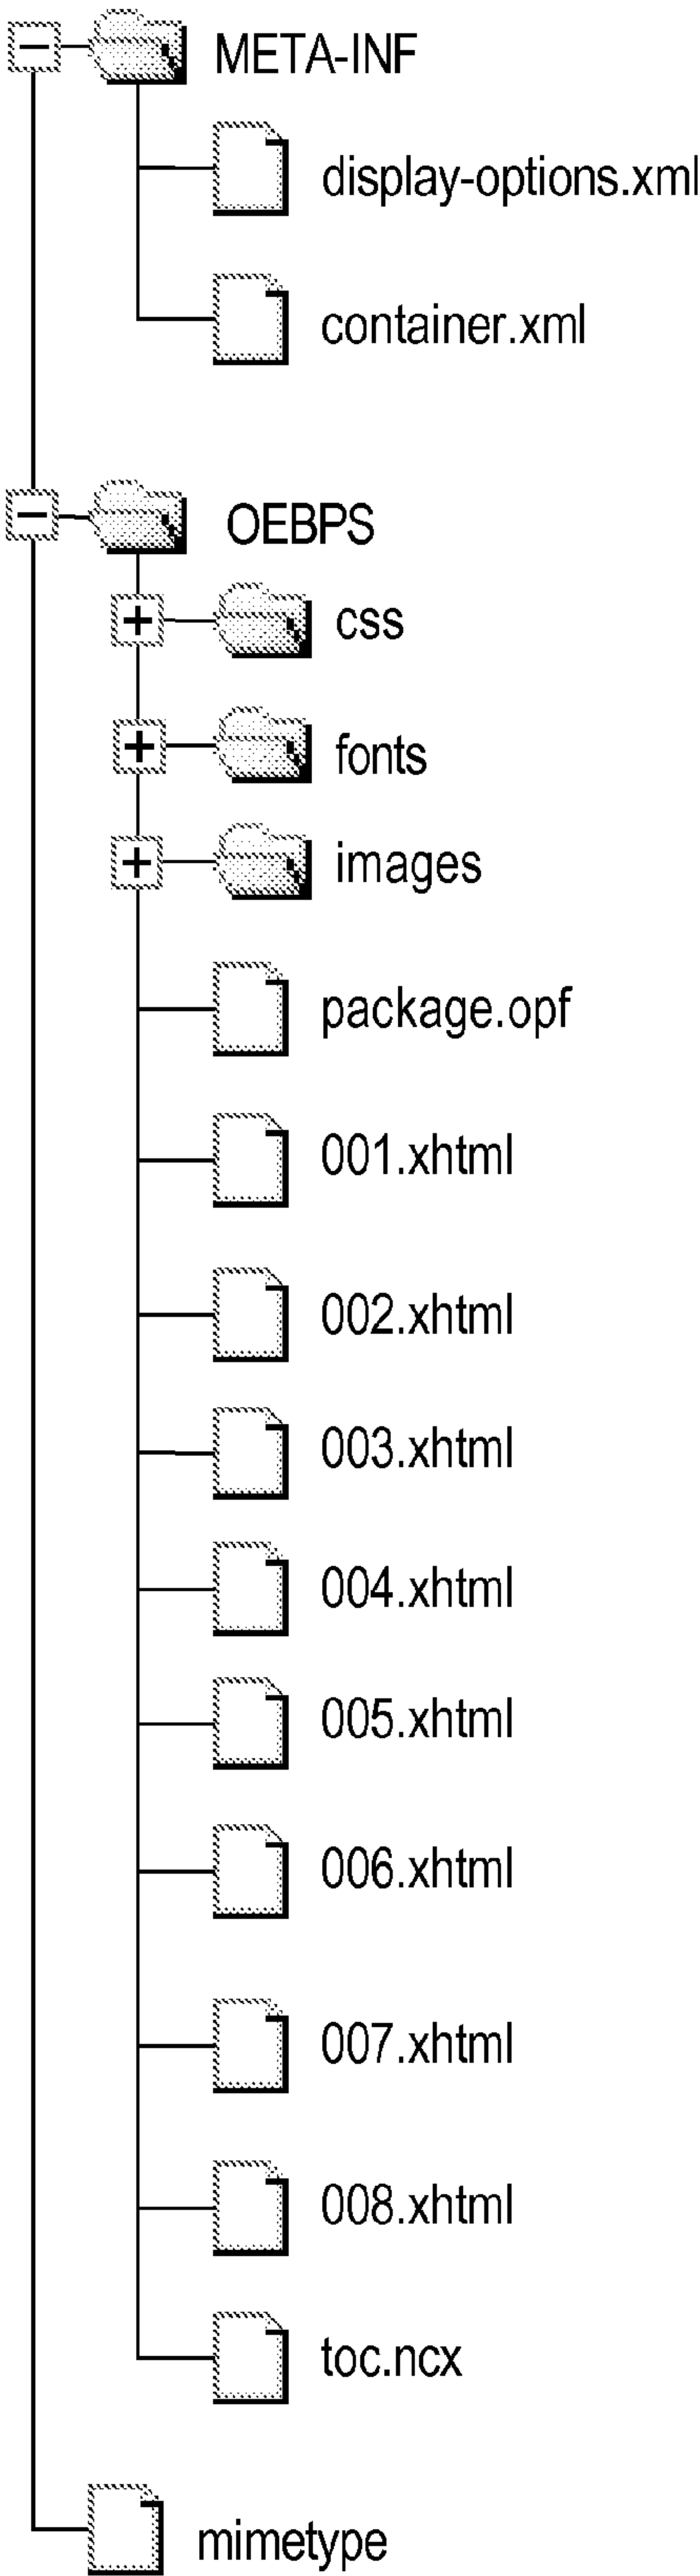 META-INF
display-options.xml
container.xml
OEBPS
css
fonts
images
package.opf
001.xhtml
002.xhtml
003.xhtml
004.xhtml
005.xhtml
006.xhtml
007.xhtml
008.xhtml
toc.ncx
mimetype